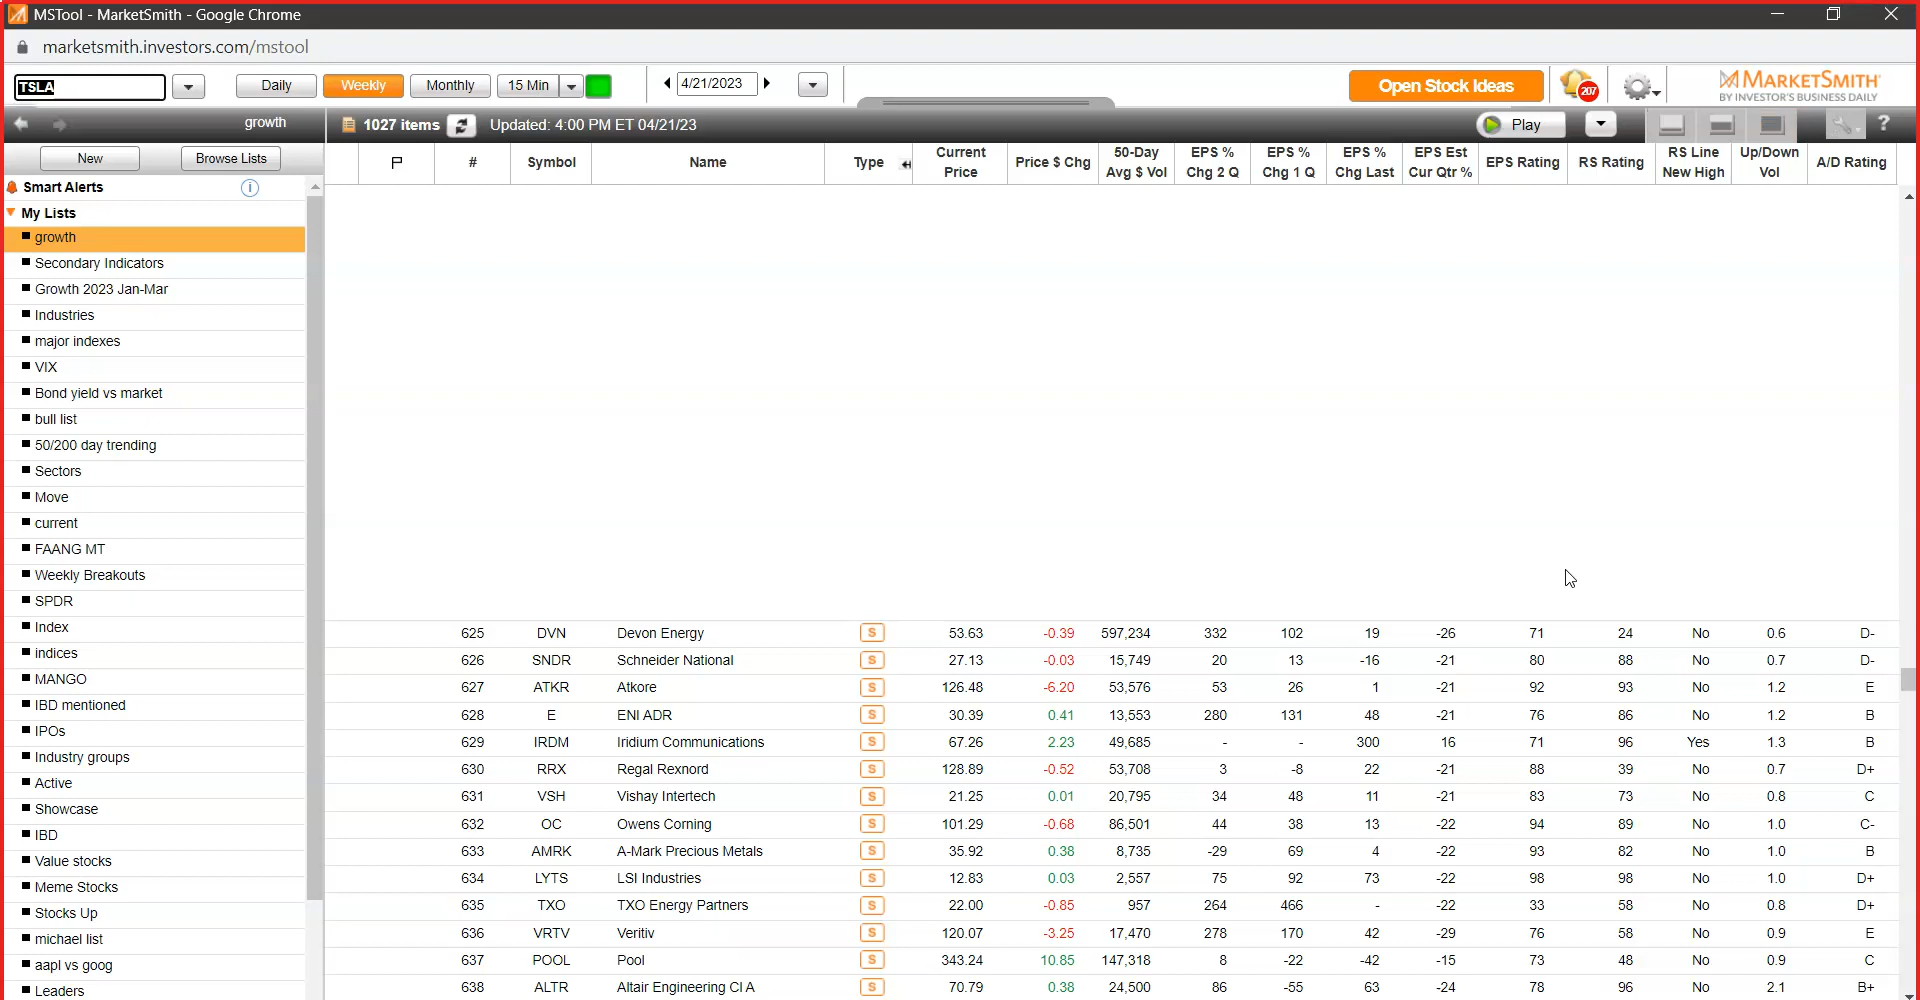 MSTool - MarketSmith - Google Chrome
marketsmith.investors.com/mstool
TSLA Daily Weekly Monthly 15 Min 4/21/2023 Open Stock Ideas 207 MARKETSMITH
BY INVESTOR'S BUSINESS DAILY
growth 1027 items Updated: 4:00 PM ET 04/21/23 Play ?
New Browse Lists
# Symbol Name Type Current Price Price $ Chg 50-Day Avg $ Vol EPS % Chg 2 Q EPS % Chg 1 Q EPS % Chg Last EPS Est Cur Qtr % EPS Rating RS Rating RS Line New High Up/Down Vol A/D Rating
Smart Alerts i
My Lists
growth
Secondary Indicators
Growth 2023 Jan-Mar
Industries
major indexes
VIX
Bond yield vs market
bull list
50/200 day trending
Sectors
Move
current
FAANG MT
Weekly Breakouts
SPDR
Index
indices
MANGO
IBD mentioned
IPOs
Industry groups
Active
Showcase
IBD
Value stocks
Meme Stocks
Stocks Up
michael list
aapl vs goog
Leaders
625 DVN Devon Energy S 53.63 -0.39 597,234 332 102 19 -26 71 24 No 0.6 D-
626 SNDR Schneider National S 27.13 -0.03 15,749 20 13 -16 -21 80 88 No 0.7 D-
627 ATKR Atkore S 126.48 -6.20 53,576 53 26 1 -21 92 93 No 1.2 E
628 E ENI ADR S 30.39 0.41 13,553 280 131 48 -21 76 86 No 1.2 B
629 IRDM Iridium Communications S 67.26 2.23 49,685 - - 300 16 71 96 Yes 1.3 B
630 RRX Regal Rexnord S 128.89 -0.52 53,708 3 -8 22 -21 88 39 No 0.7 D+
631 VSH Vishay Intertech S 21.25 0.01 20,795 34 48 11 -21 83 73 No 0.8 C
632 OC Owens Corning S 101.29 -0.68 86,501 44 38 13 -22 94 89 No 1.0 C-
633 AMRK A-Mark Precious Metals S 35.92 0.38 8,735 -29 69 4 -22 93 82 No 1.0 B
634 LYTS LSI Industries S 12.83 0.03 2,557 75 92 73 -22 98 98 No 1.0 D+
635 TXO TXO Energy Partners S 22.00 -0.85 957 264 466 - -22 33 58 No 0.8 D+
636 VRTV Veritiv S 120.07 -3.25 17,470 278 170 42 -29 76 58 No 0.9 E
637 POOL Pool S 343.24 10.85 147,318 8 -22 -42 -15 73 48 No 0.9 C
638 ALTR Altair Engineering Cl A S 70.79 0.38 24,500 86 -55 63 -24 78 96 No 2.1 B+